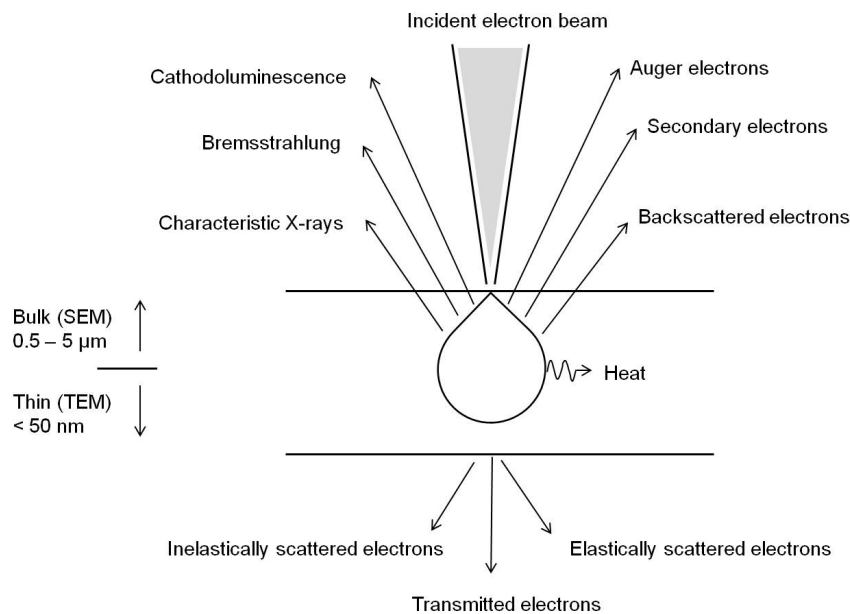 Incident electron beam
Cathodoluminescence
Auger electrons
Bremsstrahlung
Secondary electrons
Characteristic X-rays
Backscattered electrons
Bulk (SEM)
0.5 – 5 µm
Heat
Thin (TEM)
< 50 nm
Inelastically scattered electrons
Elastically scattered electrons
Transmitted electrons